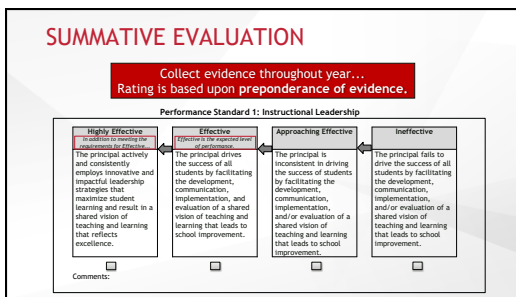 SUMMATIVE EVALUATION
Collect evidence throughout year...
Rating is based upon preponderance of evidence.
Performance Standard 1: Instructional Leadership
Highly Effective
In addition to meeting the
requirements for Effective...
The principal actively
and consistently
employs innovative and
impactful leadership
strategies that
maximize student
learning and result in a
shared vision of
teaching and learning
that reflects
excellence.
Effective
Effective is the expected level
of performance.
The principal drives
the success of all
students by facilitating
the development,
communication,
implementation, and
evaluation of a shared
vision of teaching and
learning that leads to
school improvement.
Approaching Effective
The principal is
inconsistent in driving
the success of students
by facilitating the
development,
communication,
implementation,
and/or evaluation of a
shared vision of
teaching and learning
that leads to school
improvement.
Ineffective
The principal fails to
drive the success of all
students by facilitating
the development,
communication,
implementation,
and/or evaluation of a
shared vision of
teaching and learning
that leads to school
improvement.
Comments: